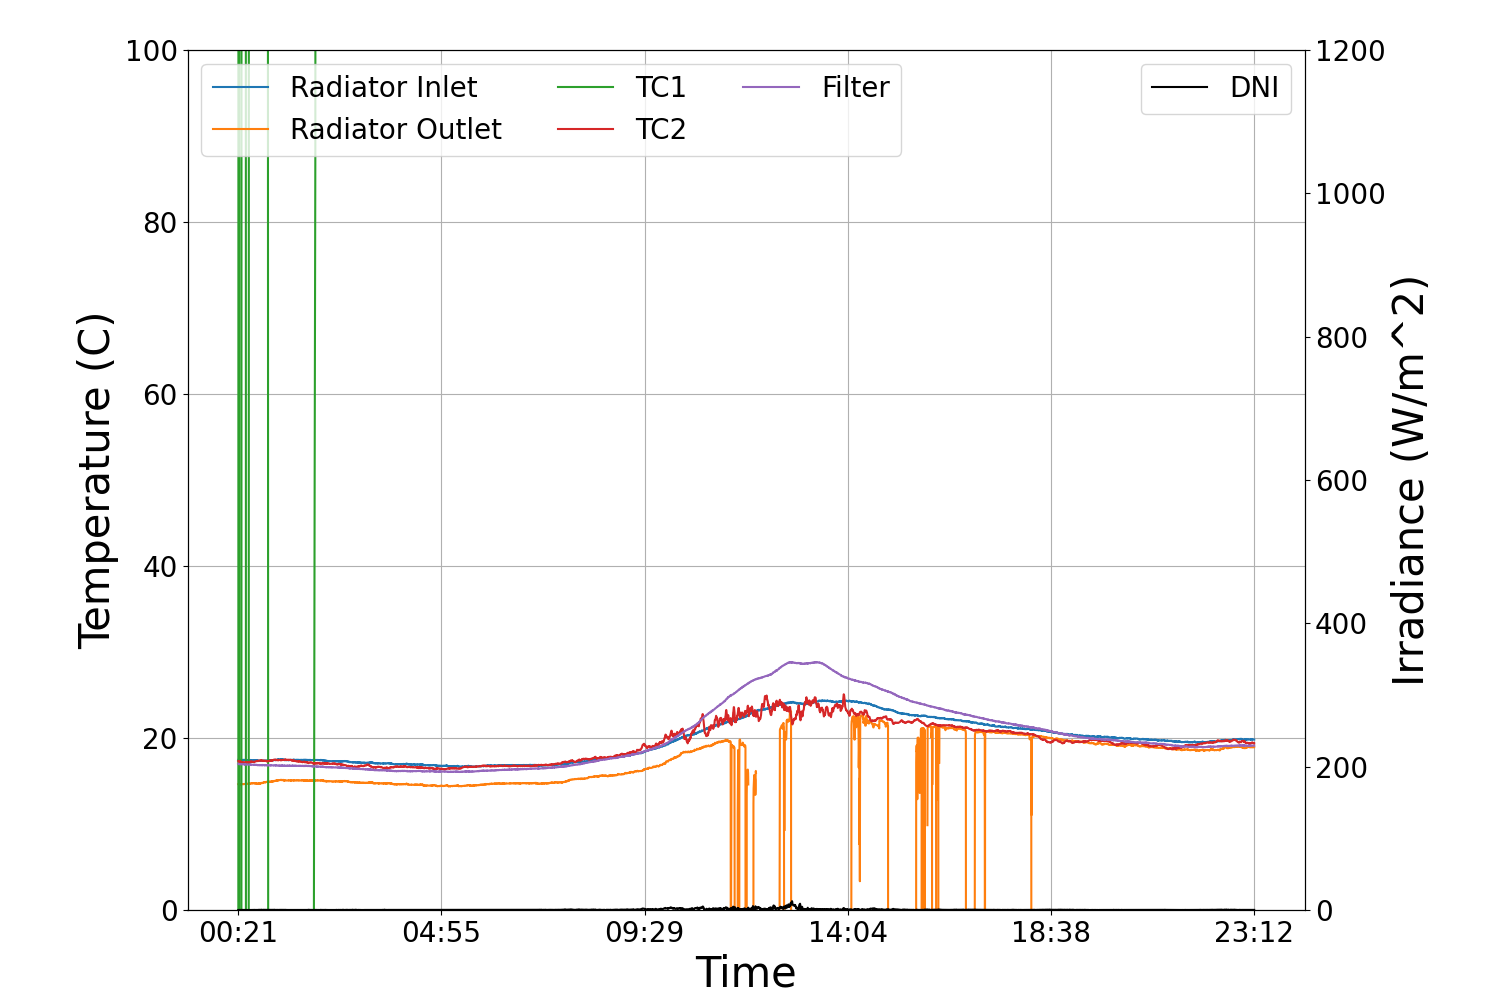 100
80
60
40
20
0
Temperature (C)
Radiator Inlet
Radiator Outlet
TC1
TC2
Filter
DNI
1200
1000
800
600
400
200
0
Irradiance (W/m^2)
00:21 04:55 09:29 14:04 18:38 23:12
Time